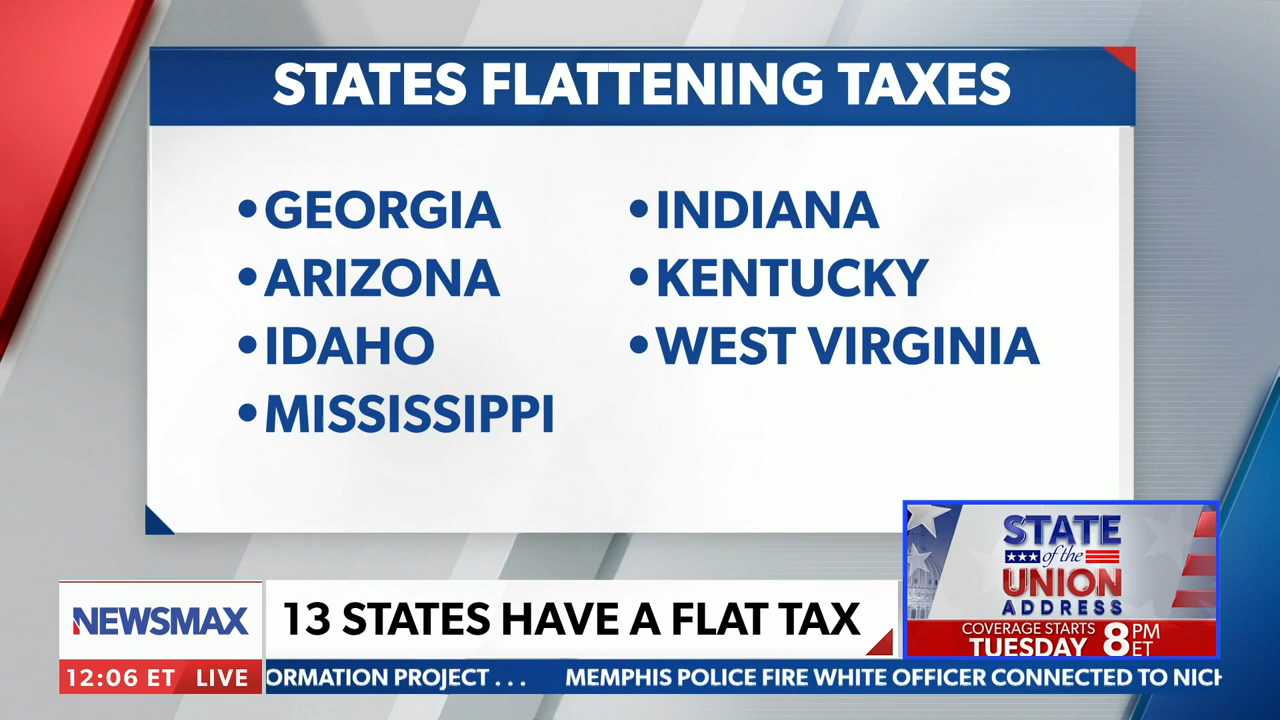 STATES FLATTENING TAXES
•GEORGIA
•ARIZONA
•IDAHO
•MISSISSIPPI
•INDIANA
•KENTUCKY
•WEST VIRGINIA
STATE
of the
UNION
ADDRESS
COVERAGE STARTS
TUESDAY 8 PM ET
NEWSMAX
13 STATES HAVE A FLAT TAX
12:06 ET LIVE
ORMATION PROJECT . . . MEMPHIS POLICE FIRE WHITE OFFICER CONNECTED TO NICH